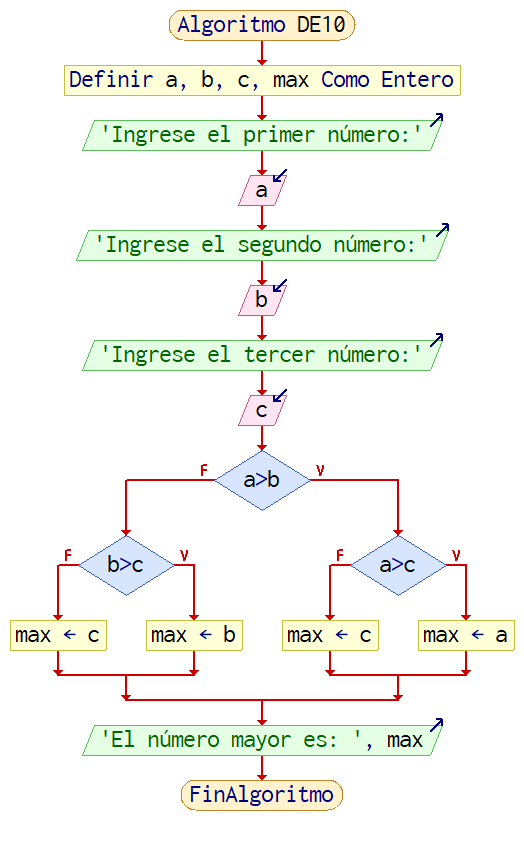 Algoritmo DE10
Definir a, b, c, max Como Entero
'Ingrese el primer número:'
a
'Ingrese el segundo número:'
b
'Ingrese el tercer número:'
c
F a>b V
F b>c V
F a>c V
max ← c
max ← b
max ← c
max ← a
'El número mayor es: ', max
FinAlgoritmo